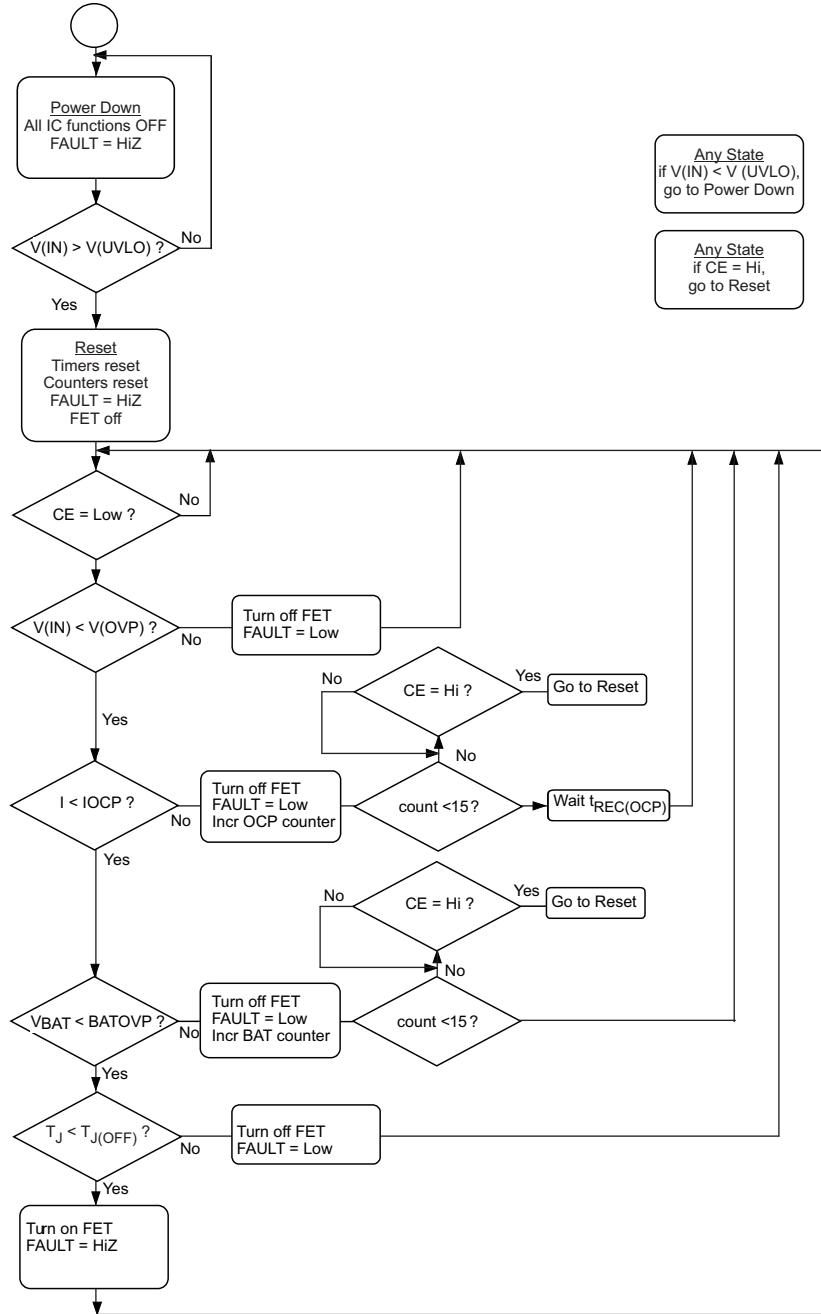 Power Down
All IC functions OFF
FAULT = HiZ
Any State
if V(IN) < V (UVLO),
go to Power Down
V(IN) > V(UVLO) ?
No
Any State
if CE = Hi,
go to Reset
Yes
Reset
Timers reset
Counters reset
FAULT = HiZ
FET off
CE = Low ?
No
V(IN) < V(OVP) ?
No
Turn off FET
FAULT = Low
Yes
No
CE = Hi ?
Yes
Go to Reset
No
I < IOCP ?
No
Turn off FET
FAULT = Low
Incr OCP counter
count <15?
Wait tREC(OCP)
Yes
No
CE = Hi ?
Yes
Go to Reset
No
VBAT < BATOVP ?
No
Turn off FET
FAULT = Low
Incr BAT counter
count <15?
Yes
TJ < TJ(OFF) ?
No
Turn off FET
FAULT = Low
Yes
Turn on FET
FAULT = HiZ